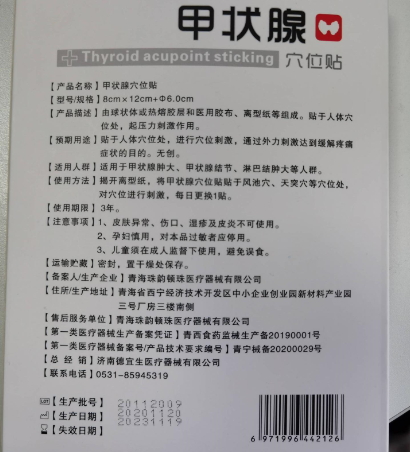 甲状腺
Thyroid acupoint sticking 穴位贴
【产品名称】甲状腺穴位贴
【型号/规格】8cm×12cm+Φ6.0cm
【产品描述】由球状体或热熔胶层和医用胶布、离型纸等组成。贴于人体穴
位处，起压力刺激作用。
【预期用途】贴于人体穴位处，进行穴位刺激，通过外力刺激达到缓解疼痛
症状的目的。无创。
【适用人群】适用于甲状腺肿大、甲状腺结节、淋巴结肿大等人群。
【使用方法】揭开离型纸，将甲状腺穴位贴贴于风池穴、天突穴等穴位处，
对穴位进行刺激，每日更换1贴。
【使用期限】3年。
【注意事项】1、皮肤异常、伤口、湿疹及皮炎不可使用。
2、孕妇慎用，对本品过敏者应停用。
3、儿童须在成人监督下使用，避免误食。
【运输贮藏】密封，置干燥处保存。
【备案人/生产企业】青海珠韵顿珠医疗器械有限公司
【住所/生产地址】青海省西宁经济技术开发区中小企业创业园新材料产业园
三号厂房三楼南侧
【售后服务单位】青海珠韵顿珠医疗器械有限公司
【第一类医疗器械生产备案凭证】青西食药监械生产备20190001号
【第一类医疗器械备案号/产品技术要求编号】青宁械备20200029号
【总 经 销】济南德宜生医疗器械有限公司
【联系电话】0531-85945319
LOT【生产批号】20112009
【生产日期】20201120
【失效日期】20231119
6 971996 442126